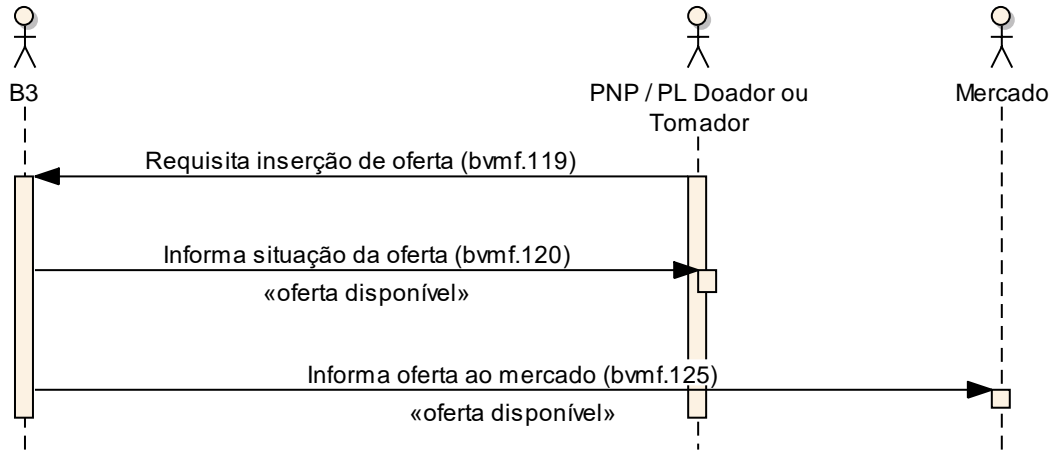 B3
PNP / PL Doador ou
Tomador
Mercado
Requisita inserção de oferta (bvmf.119)
Informa situação da oferta (bvmf.120)
«oferta disponível»
Informa oferta ao mercado (bvmf.125)
«oferta disponível»